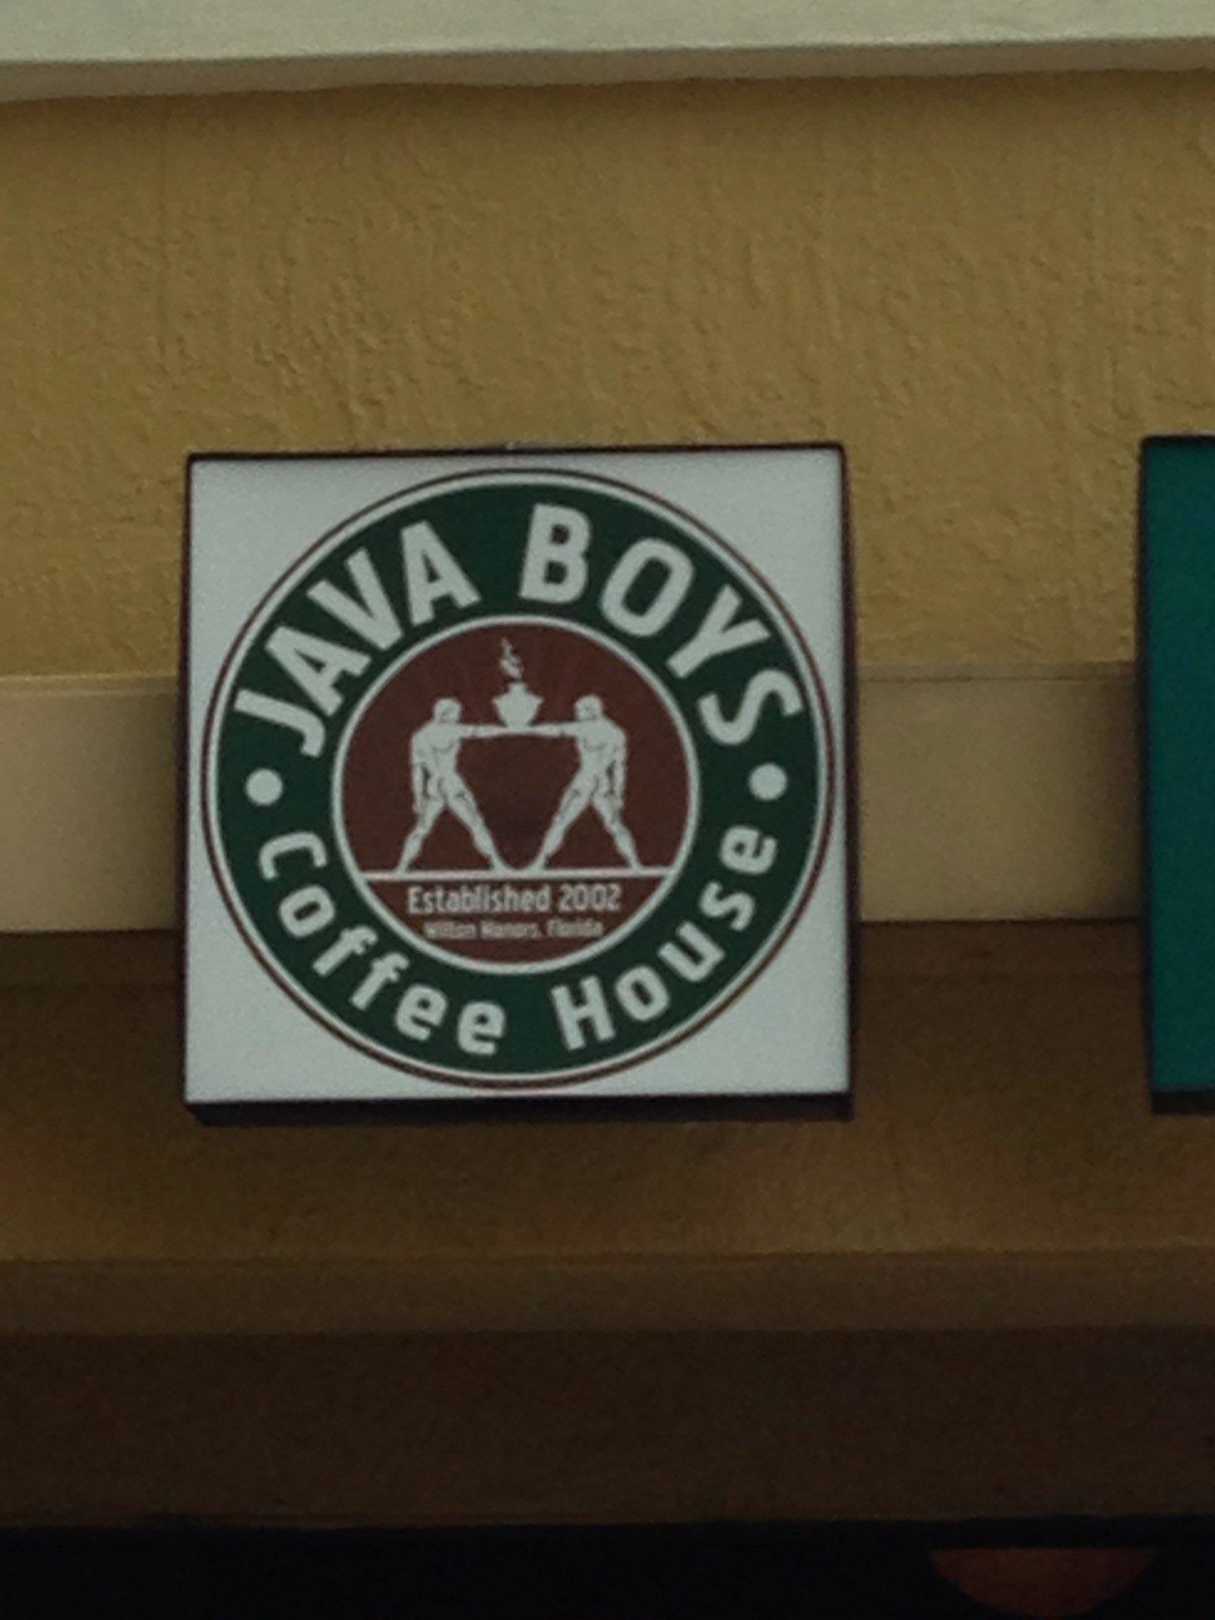 JAVA BOYS
Established 2002
Wilton Manors, Florida
Coffee House